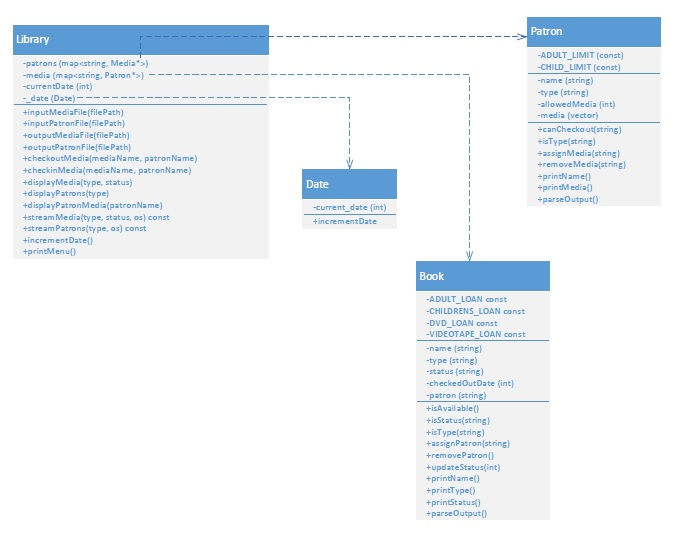 Library
-patrons (map<string, Media*>)
-media (map<string, Patron*>)
-currentDate (int)
-_date (Date)
+inputMediaFile(filePath)
+inputPatronFile(filePath)
+outputMediaFile(filePath)
+outputPatronFile(filePath)
+checkoutMedia(mediaName, patronName)
+checkinMedia(mediaName, patronName)
+displayMedia(type, status)
+displayPatrons(type)
+displayPatronMedia(patronName)
+streamMedia(type, status, os) const
+streamPatrons(type, os) const
+incrementDate()
+printMenu()
Patron
-ADULT_LIMIT (const)
-CHILD_LIMIT (const)
-name (string)
-type (string)
-allowedMedia (int)
-media (vector)
+canCheckout(string)
+isType(string)
+assignMedia(string)
+removeMedia(string)
+printName()
+printMedia()
+parseOutput()
Date
-current_date (int)
+incrementDate
Book
-ADULT_LOAN const
-CHILDRENS_LOAN const
-DVD_LOAN const
-VIDEOTAPE_LOAN const
-name (string)
-type (string)
-status (string)
-checkedOutDate (int)
-patron (string)
+isAvailable()
+isStatus(string)
+isType(string)
+assignPatron(string)
+removePatron()
+updateStatus(int)
+printName()
+printType()
+printStatus()
+parseOutput()